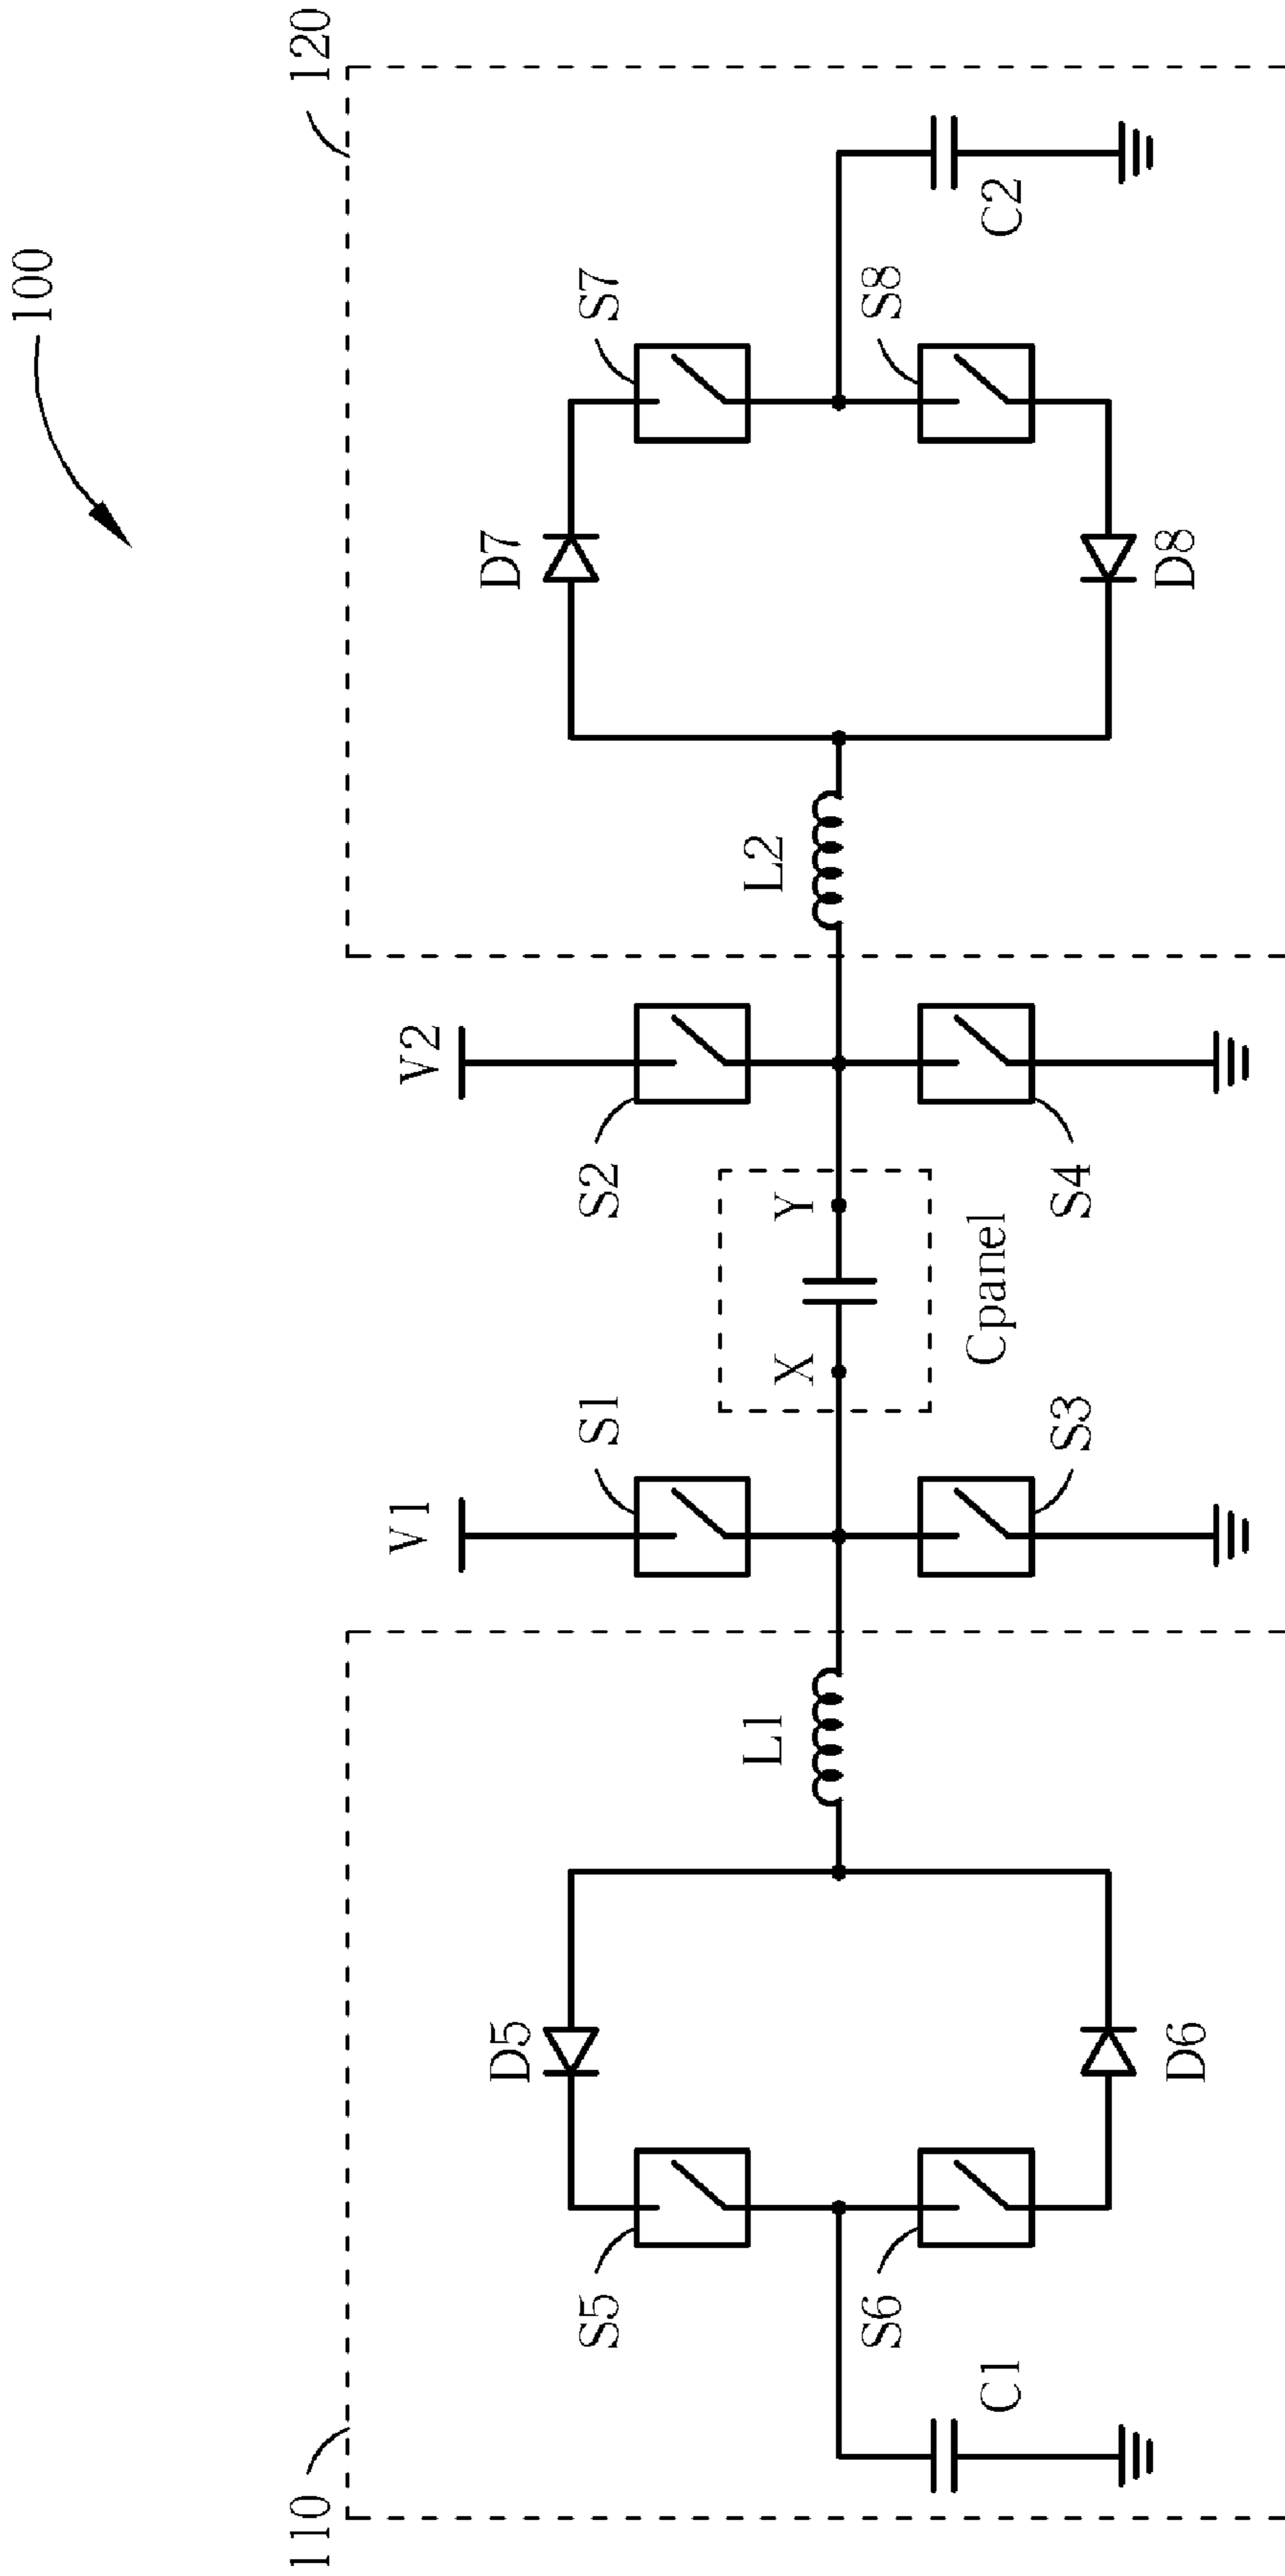 100
110
120
V1
V2
S5
D5
S1
S2
D7
S7
L1
X
Y
L2
S6
S8
C1
D6
S3
Cpanel
S4
D8
C2